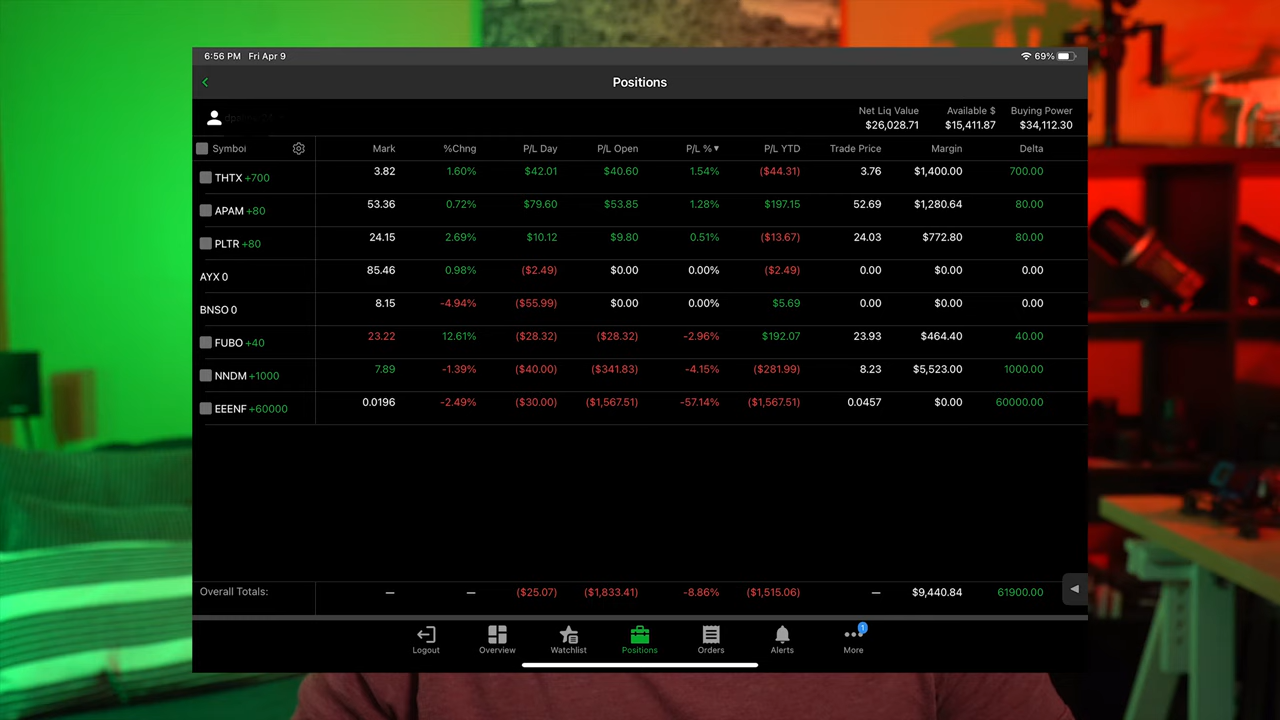 6:56 PM Fri Apr 9 69%
Positions
Net Liq Value Available $ Buying Power
$26,028.71 $15,411.87 $34,112.30
Symbol Mark %Chng P/L Day P/L Open P/L %▼ P/L YTD Trade Price Margin Delta
THTX +700 3.82 1.60% $42.01 $40.60 1.54% ($44.31) 3.76 $1,400.00 700.00
APAM +80 53.36 0.72% $79.60 $53.85 1.28% $197.15 52.69 $1,280.64 80.00
PLTR +80 24.15 2.69% $10.12 $9.80 0.51% ($13.67) 24.03 $772.80 80.00
AYX 0 85.46 0.98% ($2.49) $0.00 0.00% ($2.49) 0.00 $0.00 0.00
BNSO 0 8.15 -4.94% ($55.99) $0.00 0.00% $5.69 0.00 $0.00 0.00
FUBO +40 23.22 12.61% ($28.32) ($28.32) -2.96% $192.07 23.93 $464.40 40.00
NNDM +1000 7.89 -1.39% ($40.00) ($341.83) -4.15% ($281.99) 8.23 $5,523.00 1000.00
EEENF +60000 0.0196 -2.49% ($30.00) ($1,567.51) -57.14% ($1,567.51) 0.0457 $0.00 60000.00
Overall Totals: — — ($25.07) ($1,833.41) -8.86% ($1,515.06) — $9,440.84 61900.00
1
Logout Overview Watchlist Positions Orders Alerts More